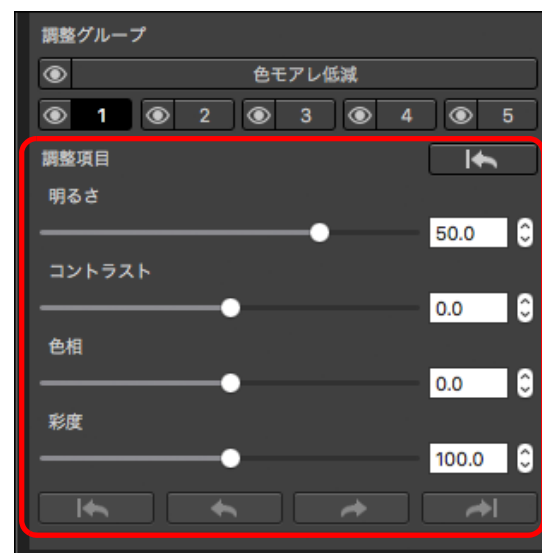 調整グループ
色モアレ低減
1 2 3 4 5
調整項目
明るさ
50.0
コントラスト
0.0
色相
0.0
彩度
100.0